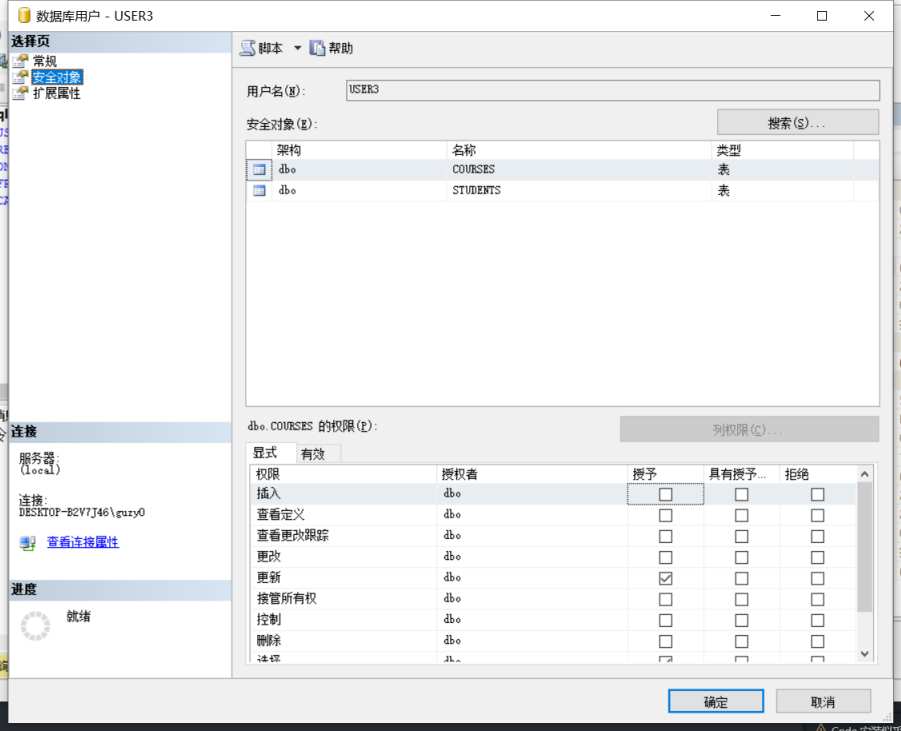 数据库用户 - USER3
选择页
常规
安全对象
扩展属性
脚本 帮助
用户名(N): USER3
安全对象(E): 搜索(S)...
架构 名称 类型
dbo COURSES 表
dbo STUDENTS 表
dbo.COURSES 的权限(P): 列权限(C)...
显式 有效
权限 授权者 授予 具有授予... 拒绝
插入 dbo
查看定义 dbo
查看更改跟踪 dbo
更改 dbo
更新 dbo
接管所有权 dbo
控制 dbo
删除 dbo
选择 dbo
连接
服务器:
(local)
连接:
DESKTOP-B2V7J46\guzy0
查看连接属性
进度
就绪
确定 取消